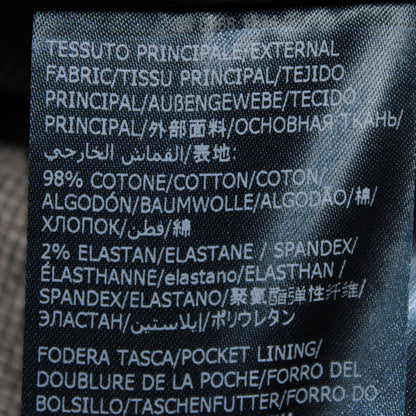 TESSUTO PRINCIPALE/EXTERNAL
FABRIC/TISSU PRINCIPAL/TEJIDO
PRINCIPAL/AUßENGEWEBE/TECIDO
PRINCIPAL/外部面料/ОСНОВНАЯ ТКАНЬ/
القماش الخارجي/表地:
98% COTONE/COTTON/COTON/
ALGODÓN/BAUMWOLLE/ALGODÃO/棉/
ХЛОПОК/قطن/綿
2% ELASTAN/ELASTANE / SPANDEX/
ÉLASTHANNE/elastano/ELASTHAN /
SPANDEX/ELASTANO/聚氨酯弹性纤维/
ЭЛАСТАН/إيلاستين/ポリウレタン
FODERA TASCA/POCKET LINING/
DOUBLURE DE LA POCHE/FORRO DEL
BOLSILLO/TASCHENFUTTER/FORRO DO